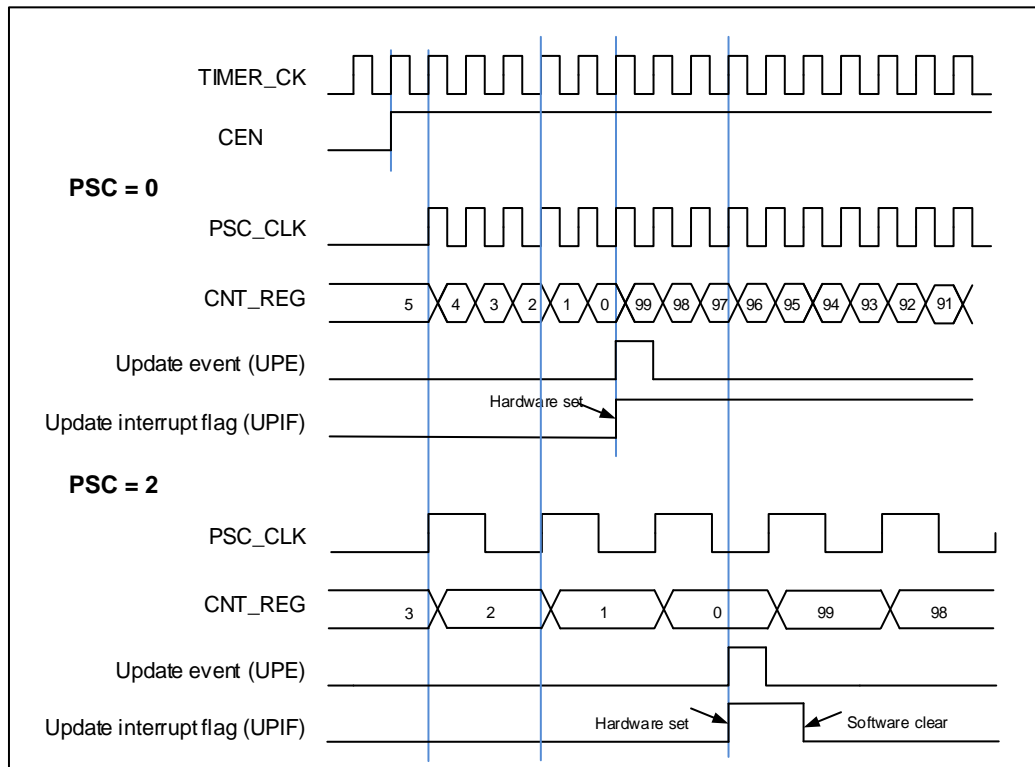 TIMER_CK
CEN
PSC = 0
PSC_CLK
CNT_REG 5 4 3 2 1 0 99 98 97 96 95 94 93 92 91
Update event (UPE)
Hardware set
Update interrupt flag (UPIF)
PSC = 2
PSC_CLK
CNT_REG 3 2 1 0 99 98
Update event (UPE)
Update interrupt flag (UPIF) Hardware set Software clear